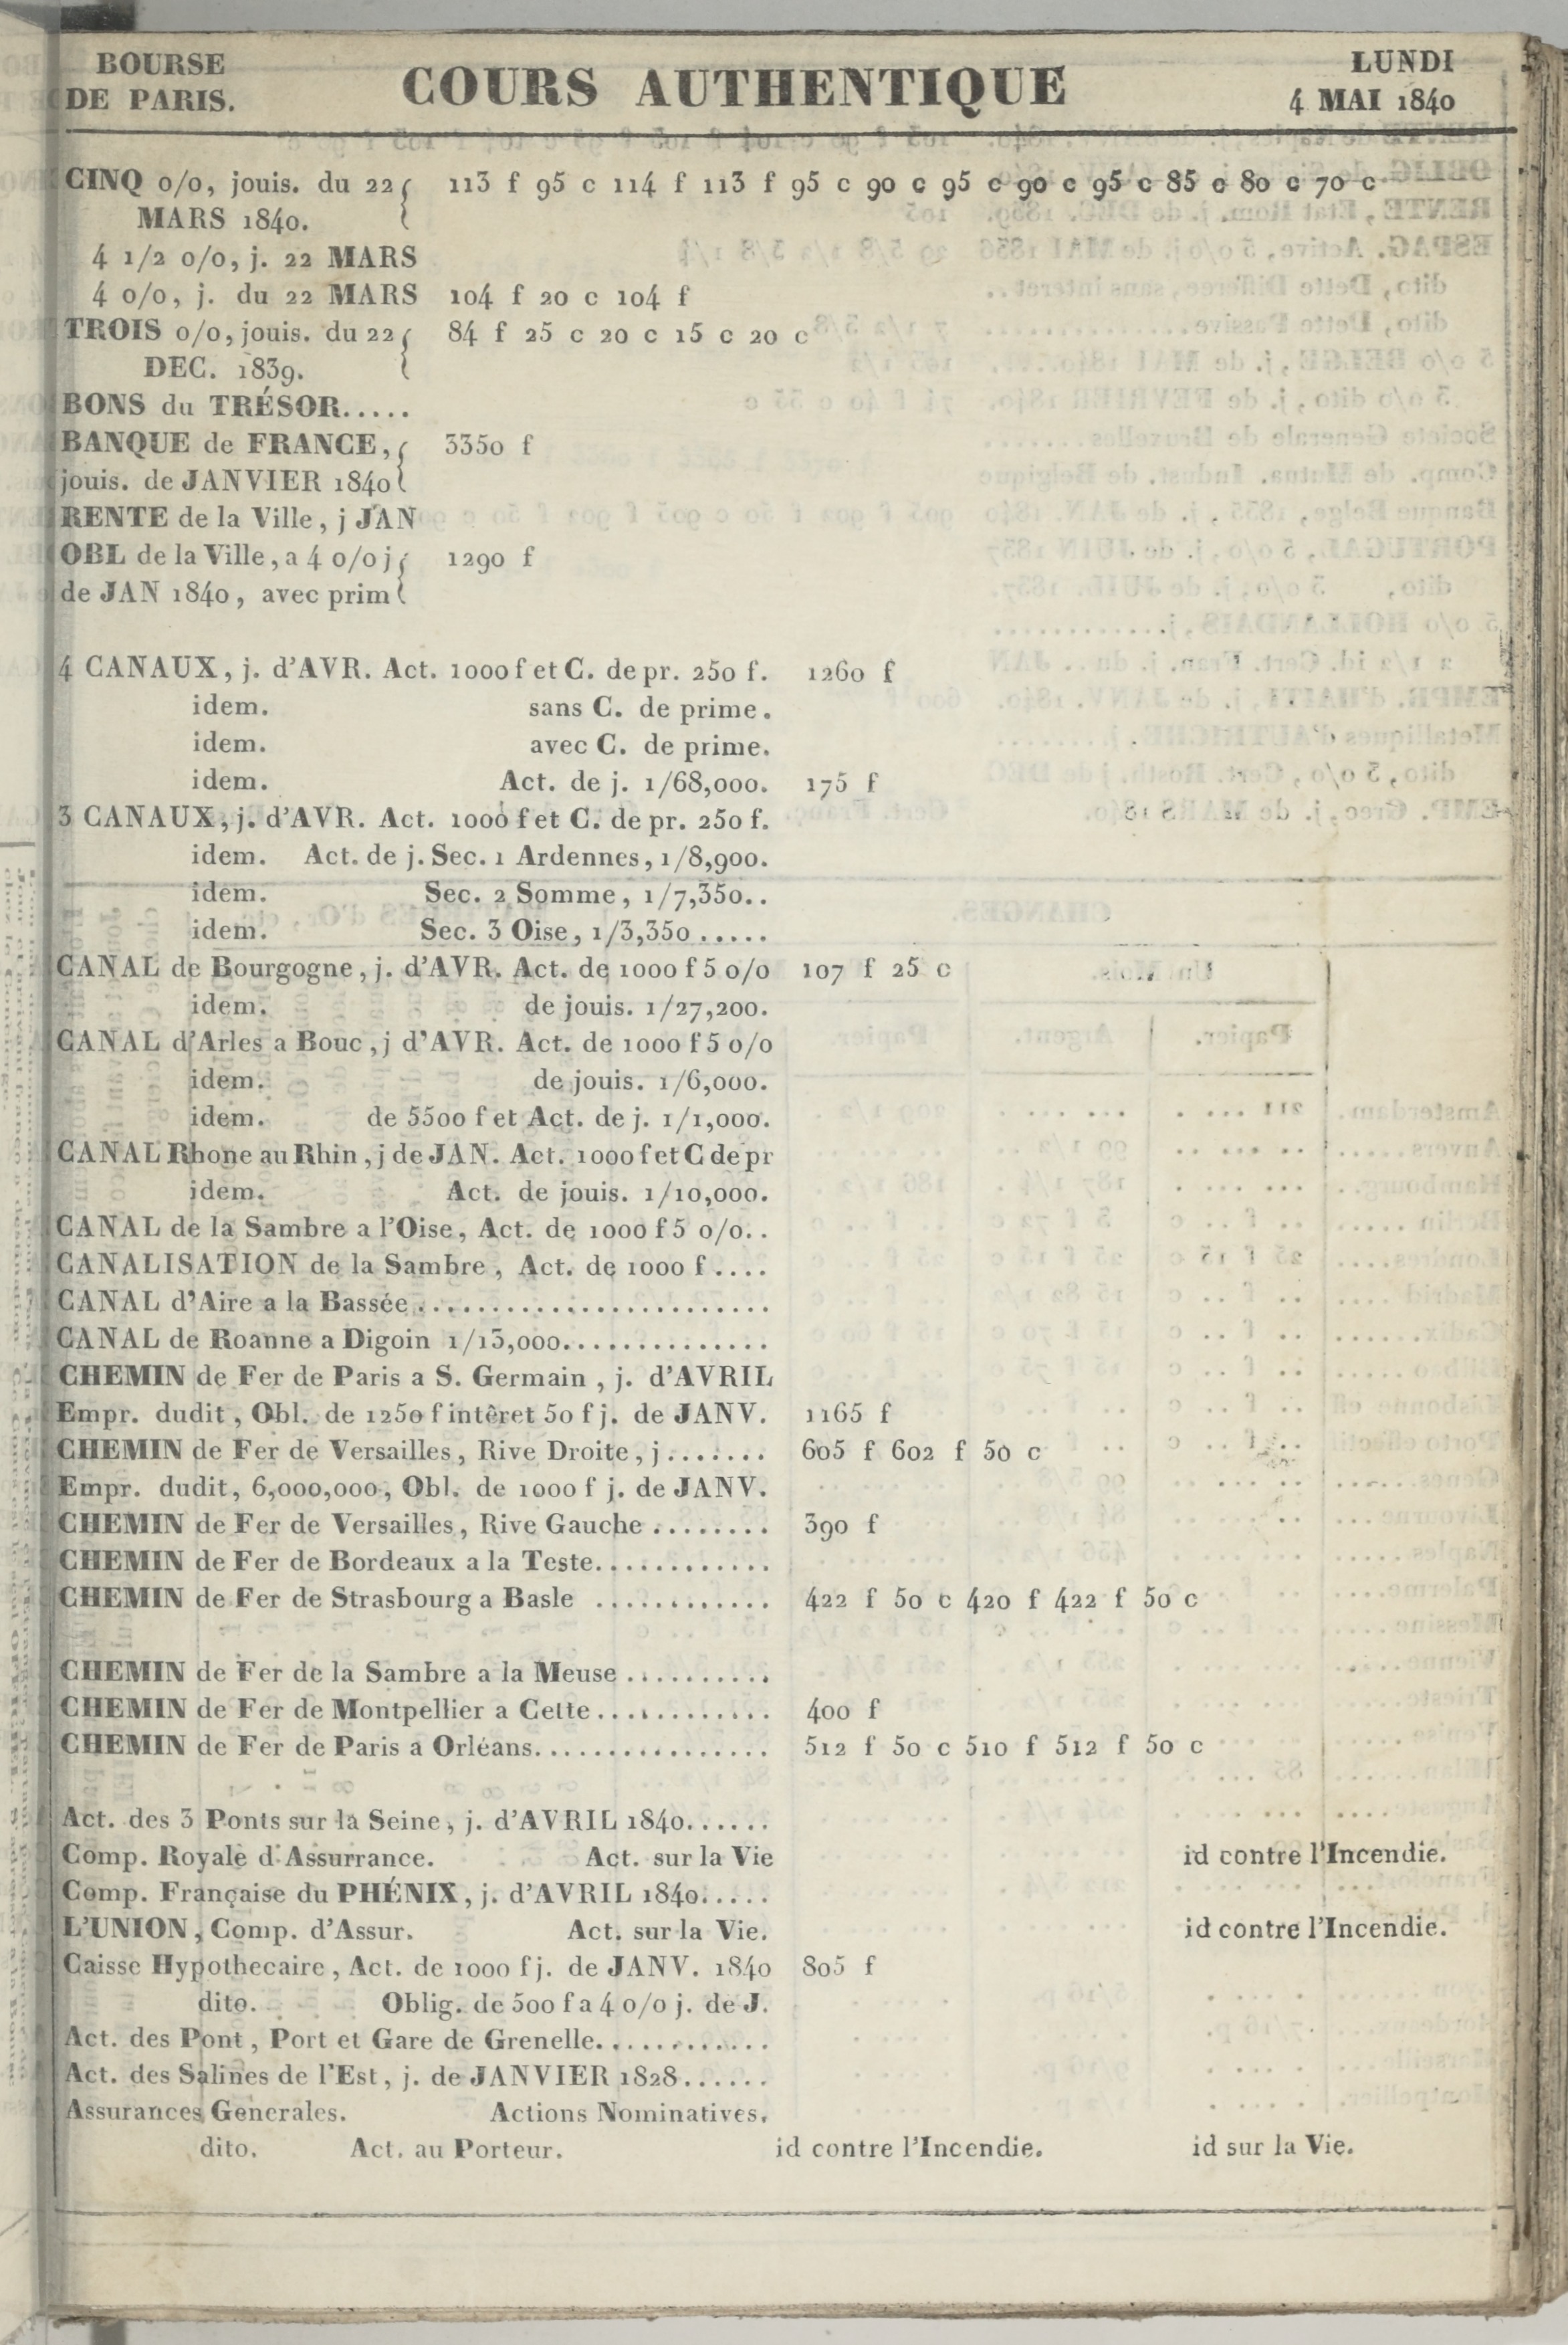 BOURSE
DE PARIS.
COURS AUTHENTIQUE
LUNDI
4 MAI 1840
CINQ 0/0, jouis. du 22 { 113 f 95 c 114 f 113 f 95 c 90 c 95 c 90 c 95 c 85 c 80 c 70 c
MARS 1840.
4 1/2 0/0, j. 22 MARS
4 0/0, j. du 22 MARS 104 f 20 c 104 f
TROIS 0/0, jouis. du 22 { 84 f 25 c 20 c 15 c 20 c
DEC. 1839.
BONS du TRÉSOR.....
BANQUE de FRANCE, { 3350 f
jouis. de JANVIER 1840
RENTE de la Ville, j JAN
OBL de la Ville, a 4 0/0 j { 1290 f
de JAN 1840, avec prim
4 CANAUX, j. d'AVR. Act. 1000 f et C. de pr. 250 f. 1260 f
idem. sans C. de prime.
idem. avec C. de prime.
idem. Act. de j. 1/68,000. 175 f
3 CANAUX, j. d'AVR. Act. 1000 f et C. de pr. 250 f.
idem. Act. de j. Sec. 1 Ardennes, 1/8,900.
idem. Sec. 2 Somme, 1/7,350..
idem. Sec. 3 Oise, 1/3,350.....
CANAL de Bourgogne, j. d'AVR. Act. de 1000 f 5 0/0 107 f 25 c
idem. de jouis. 1/27,200.
CANAL d'Arles a Bouc, j d'AVR. Act. de 1000 f 5 0/0
idem. de jouis. 1/6,000.
idem. de 5500 f et Act. de j. 1/1,000.
CANAL Rhone au Rhin, j de JAN. Act. 1000 f et C de pr
idem. Act. de jouis. 1/10,000.
CANAL de la Sambre a l'Oise, Act. de 1000 f 5 0/0..
CANALISATION de la Sambre, Act. de 1000 f....
CANAL d'Aire a la Bassée........................
CANAL de Roanne a Digoin 1/13,000..............
CHEMIN de Fer de Paris a S. Germain, j. d'AVRIL
Empr. dudit, Obl. de 1250 f intêret 50 f j. de JANV. 1165 f
CHEMIN de Fer de Versailles, Rive Droite, j....... 605 f 602 f 50 c
Empr. dudit, 6,000,000, Obl. de 1000 f j. de JANV.
CHEMIN de Fer de Versailles, Rive Gauche........ 390 f
CHEMIN de Fer de Bordeaux a la Teste............
CHEMIN de Fer de Strasbourg a Basle ............ 422 f 50 c 420 f 422 f 50 c
CHEMIN de Fer de la Sambre a la Meuse..........
CHEMIN de Fer de Montpellier a Cette............ 400 f
CHEMIN de Fer de Paris a Orléans................ 512 f 50 c 510 f 512 f 50 c
Act. des 3 Ponts sur la Seine, j. d'AVRIL 1840......
Comp. Royale d'Assurrance. Act. sur la Vie id contre l'Incendie.
Comp. Française du PHÉNIX, j. d'AVRIL 1840.....
L'UNION, Comp. d'Assur. Act. sur la Vie. id contre l'Incendie.
Caisse Hypothecaire, Act. de 1000 f j. de JANV. 1840 805 f
dito. Oblig. de 500 f a 4 0/0 j. de J.
Act. des Pont, Port et Gare de Grenelle............
Act. des Salines de l'Est, j. de JANVIER 1828......
Assurances Generales. Actions Nominatives.
dito. Act. au Porteur. id contre l'Incendie. id sur la Vie.